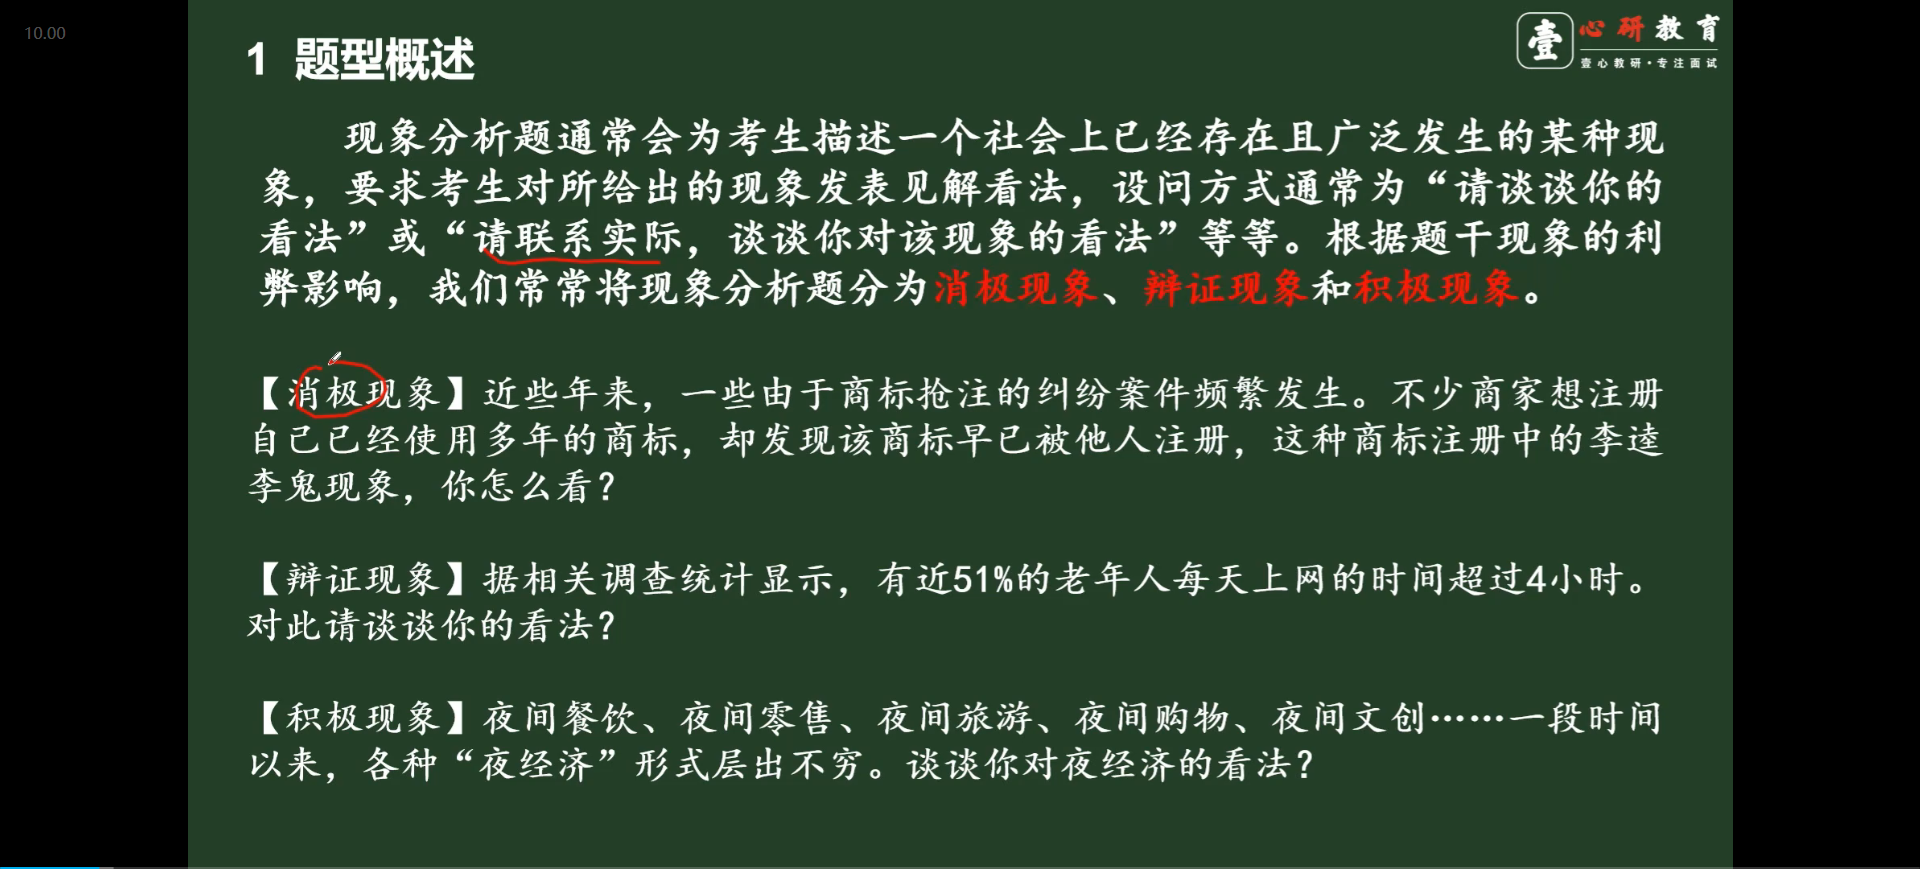 10.00
1 题型概述
壹 心研教育
壹心教研•专注面试
现象分析题通常会为考生描述一个社会上已经存在且广泛发生的某种现
象，要求考生对所给出的现象发表见解看法，设问方式通常为“请谈谈你的
看法”或“请联系实际，谈谈你对该现象的看法”等等。根据题干现象的利
弊影响，我们常常将现象分析题分为消极现象、辩证现象和积极现象。
【消极现象】近些年来，一些由于商标抢注的纠纷案件频繁发生。不少商家想注册
自己已经使用多年的商标，却发现该商标早已被他人注册，这种商标注册中的李逵
李鬼现象，你怎么看？
【辩证现象】据相关调查统计显示，有近51%的老年人每天上网的时间超过4小时。
对此请谈谈你的看法？
【积极现象】夜间餐饮、夜间零售、夜间旅游、夜间购物、夜间文创……一段时间
以来，各种“夜经济”形式层出不穷。谈谈你对夜经济的看法？